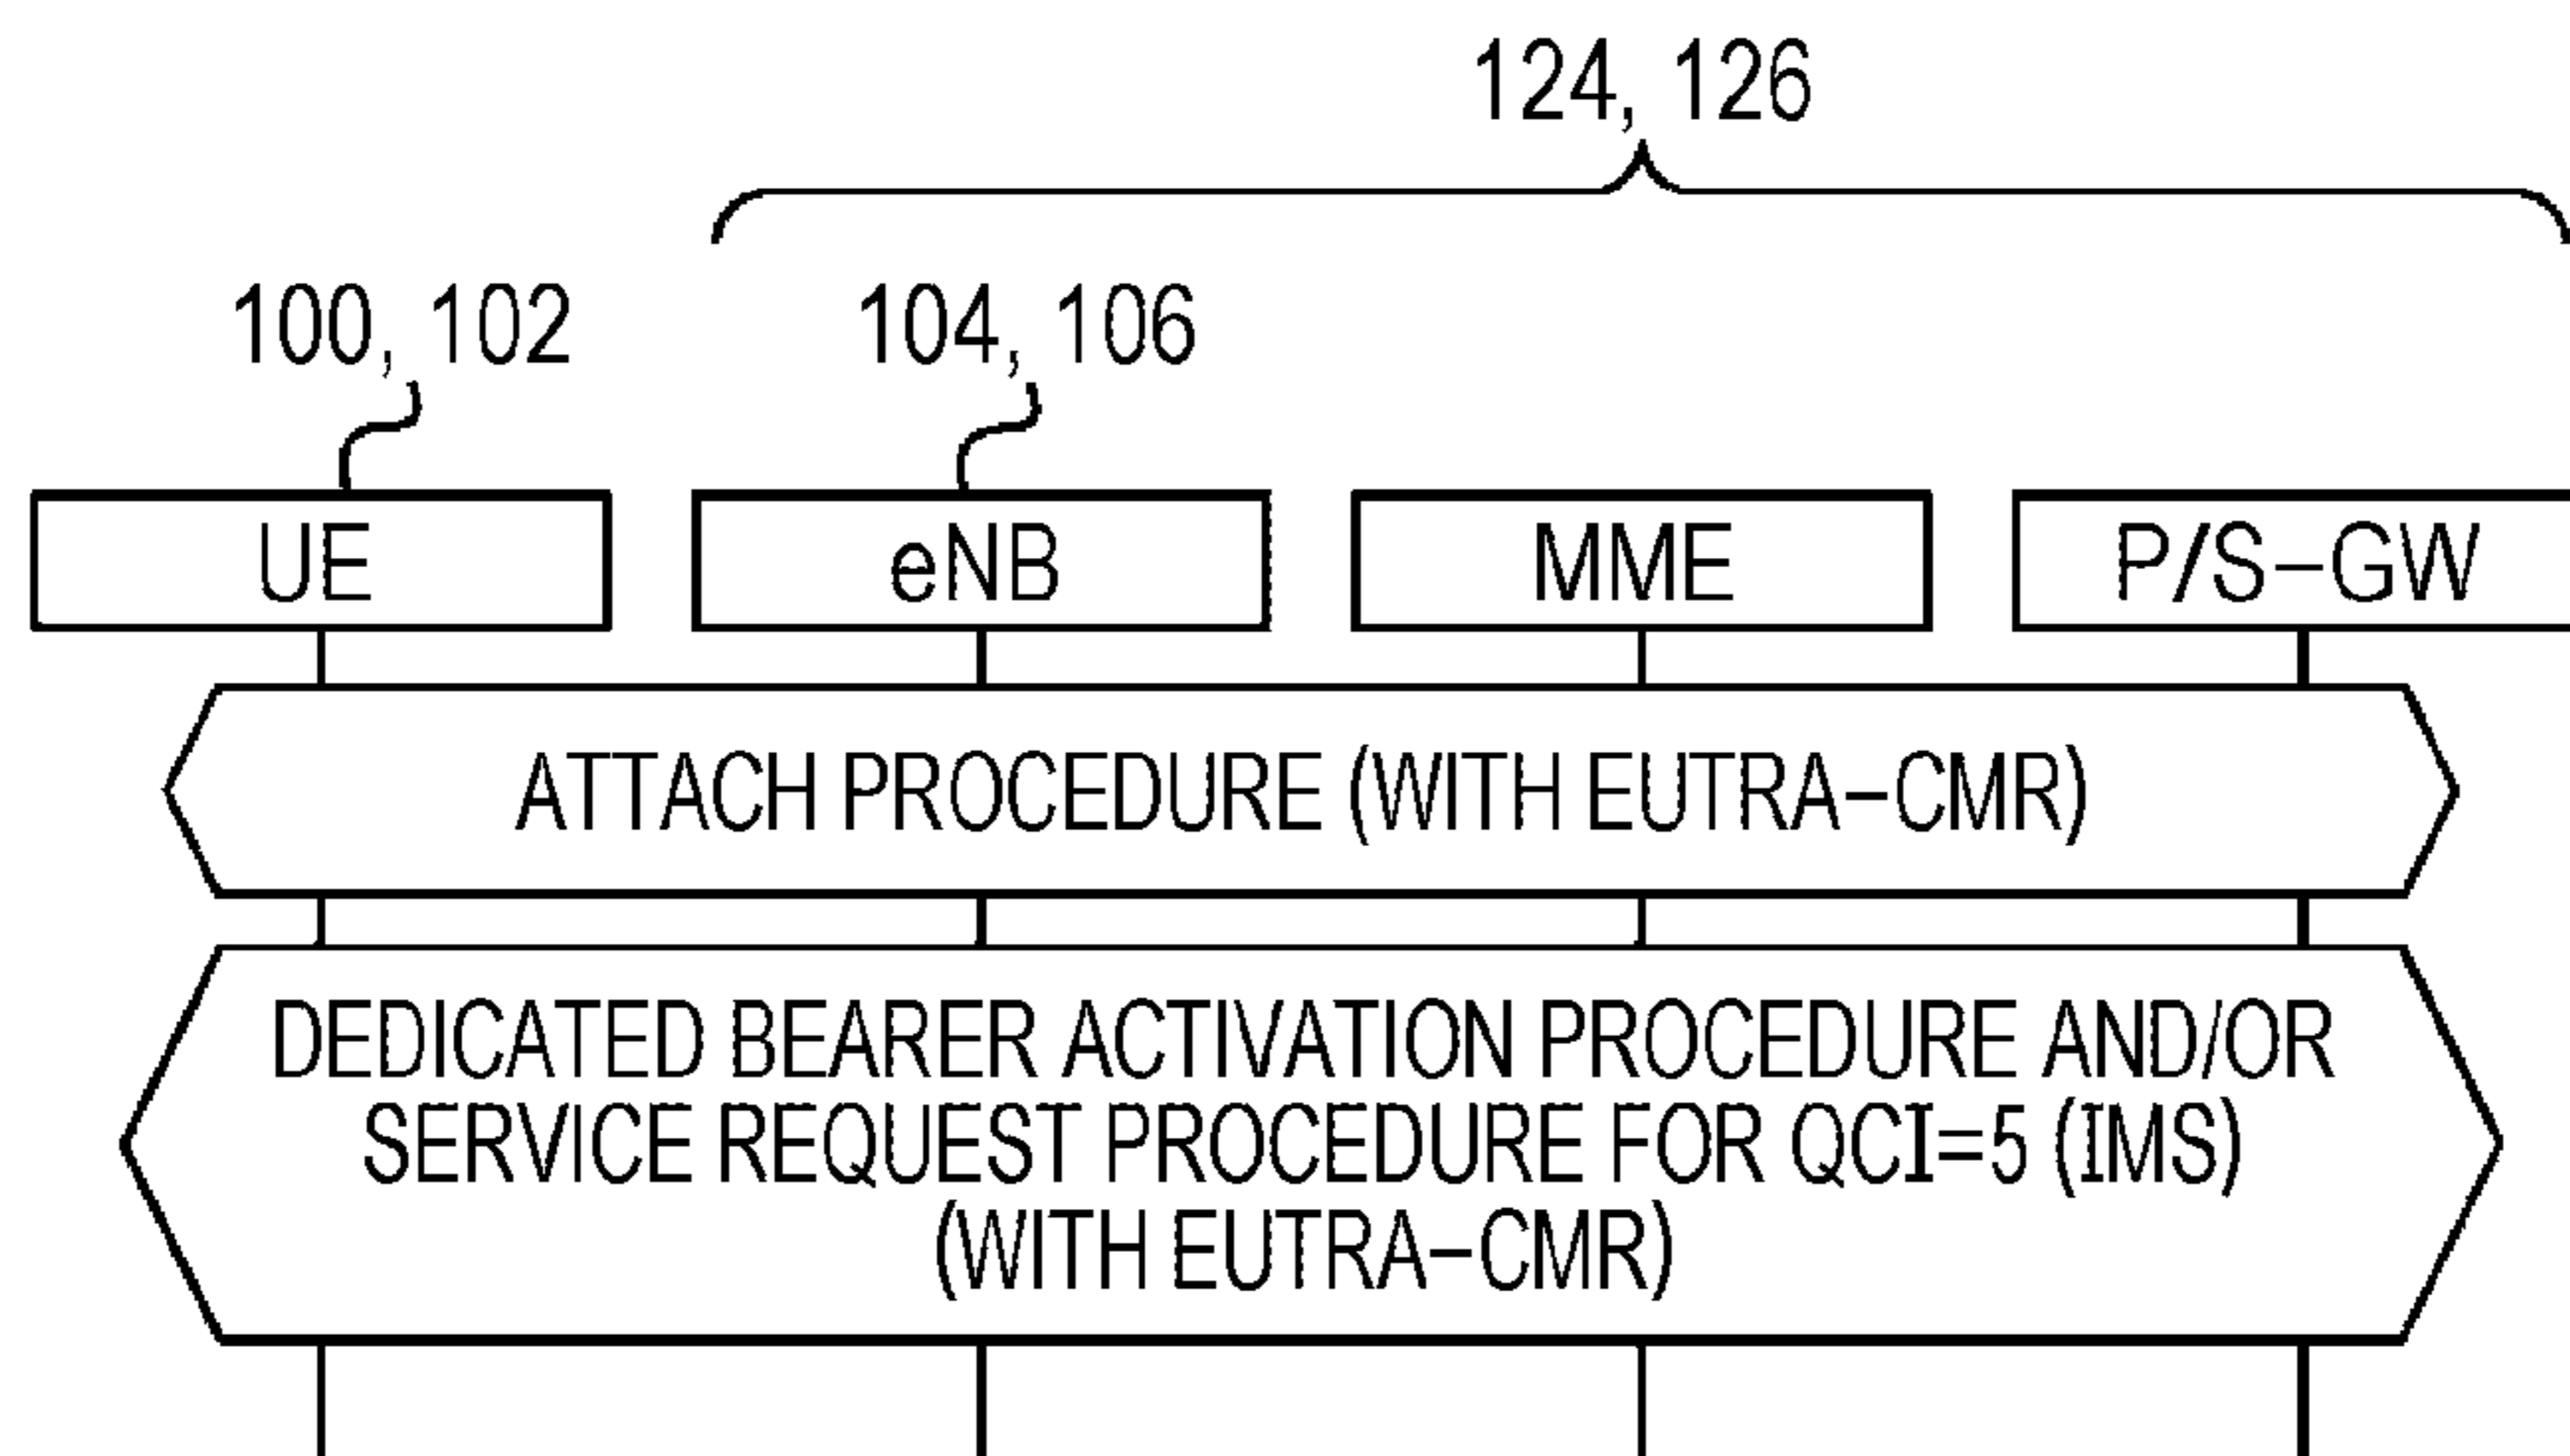 124, 126
100, 102
104, 106
UE
eNB
MME
P/S-GW
ATTACH PROCEDURE (WITH EUTRA-CMR)
DEDICATED BEARER ACTIVATION PROCEDURE AND/OR
SERVICE REQUEST PROCEDURE FOR QCI=5 (IMS)
(WITH EUTRA-CMR)